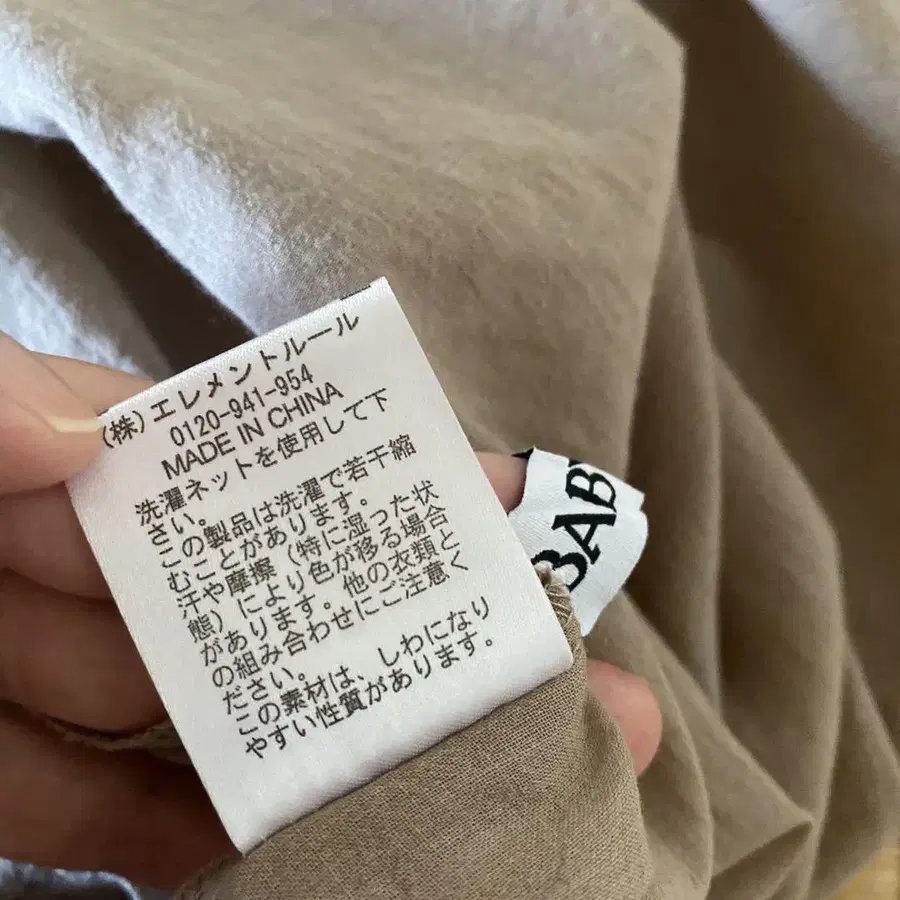 (株)エレメントルール
0120-941-954
MADE IN CHINA
洗濯ネットを使用して下
さい。
この製品は洗濯で若干縮
むことがあります。
汗や摩擦(特に湿った状
態)により色が移る場合
があります。他の衣類と
の組み合わせにご注意く
ださい。
この素材は、しわになり
やすい性質があります。
BAB